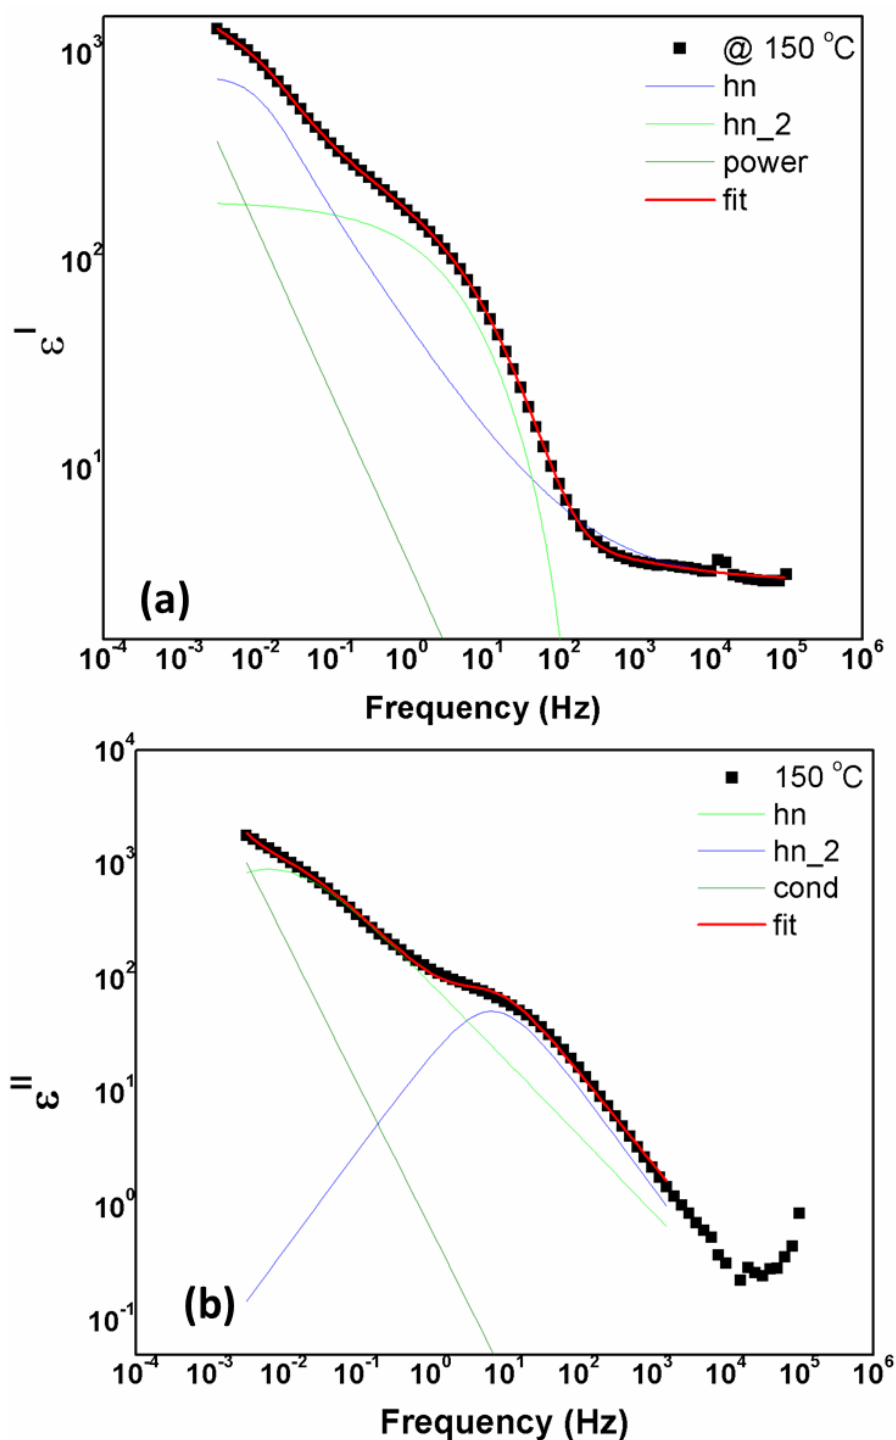 10³
@ 150 °C
hn
hn_2
power
fit
10²
ε^I
10¹
(a)
10⁻⁴ 10⁻³ 10⁻² 10⁻¹ 10⁰ 10¹ 10² 10³ 10⁴ 10⁵ 10⁶
Frequency (Hz)
10⁴
150 °C
hn
10³
hn_2
cond
fit
10²
ε^II
10¹
10⁰
(b)
10⁻¹
10⁻⁴ 10⁻³ 10⁻² 10⁻¹ 10⁰ 10¹ 10² 10³ 10⁴ 10⁵ 10⁶
Frequency (Hz)